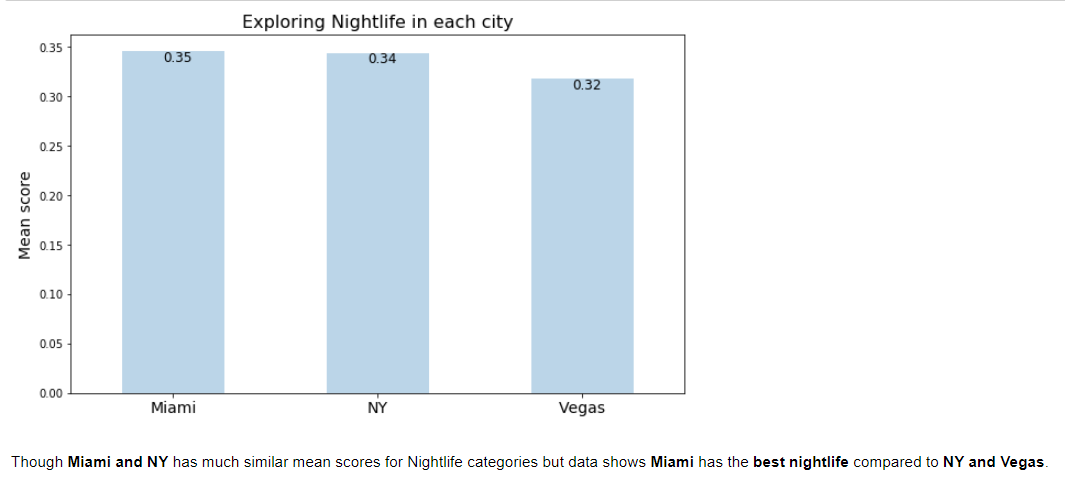 Exploring Nightlife in each city
0.35
0.30
0.25
0.20
0.15
0.10
0.05
0.00
Mean score
0.35
0.34
0.32
Miami
NY
Vegas
Though Miami and NY has much similar mean scores for Nightlife categories but data shows Miami has the best nightlife compared to NY and Vegas.